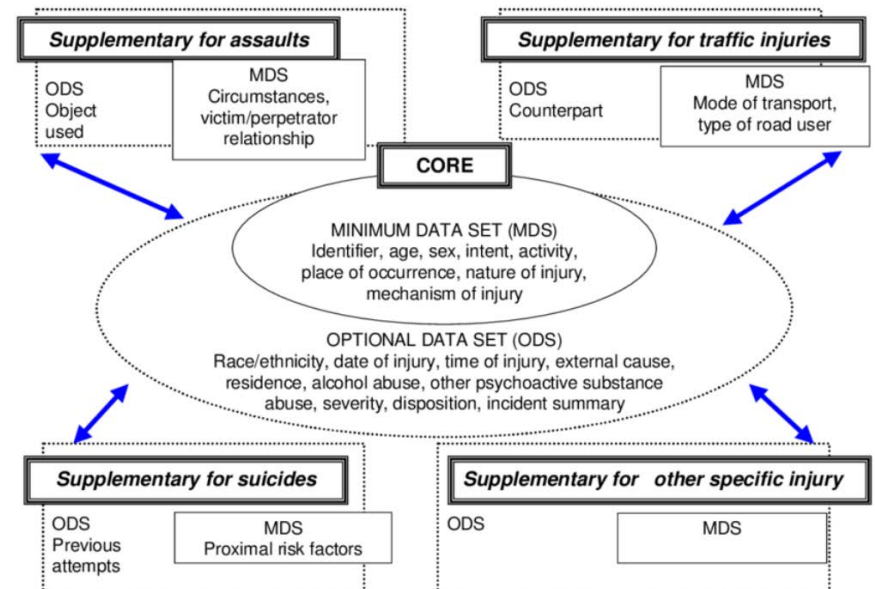 Supplementary for assaults
ODS
Object
used
MDS
Circumstances,
victim/perpetrator
relationship
Supplementary for traffic injuries
ODS
Counterpart
MDS
Mode of transport,
type of road user
CORE
MINIMUM DATA SET (MDS)
Identifier, age, sex, intent, activity,
place of occurrence, nature of injury,
mechanism of injury
OPTIONAL DATA SET (ODS)
Race/ethnicity, date of injury, time of injury, external cause,
residence, alcohol abuse, other psychoactive substance
abuse, severity, disposition, incident summary
Supplementary for suicides
ODS
Previous
attempts
MDS
Proximal risk factors
Supplementary for other specific injury
ODS
MDS